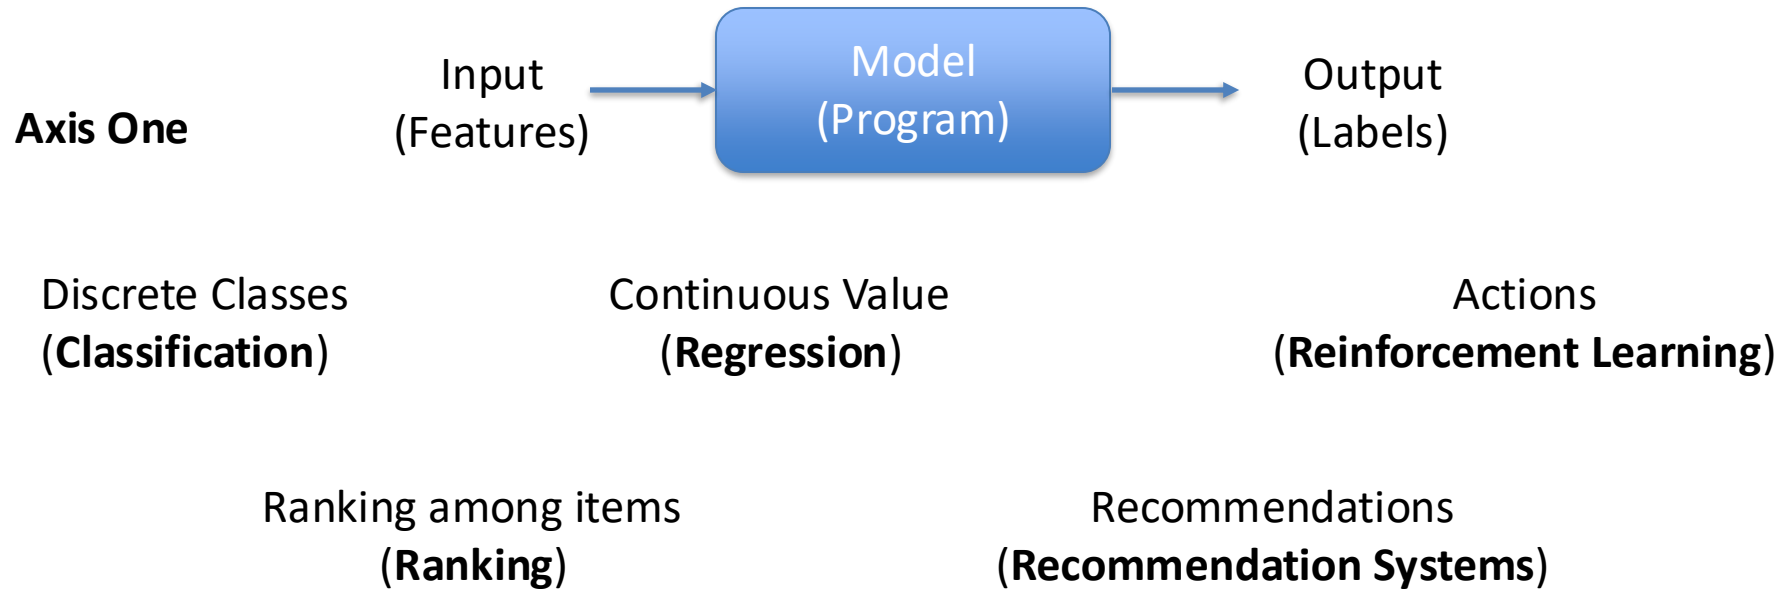 Axis One
Input
(Features)
Model
(Program)
Output
(Labels)
Discrete Classes
(Classification)
Continuous Value
(Regression)
Actions
(Reinforcement Learning)
Ranking among items
(Ranking)
Recommendations
(Recommendation Systems)